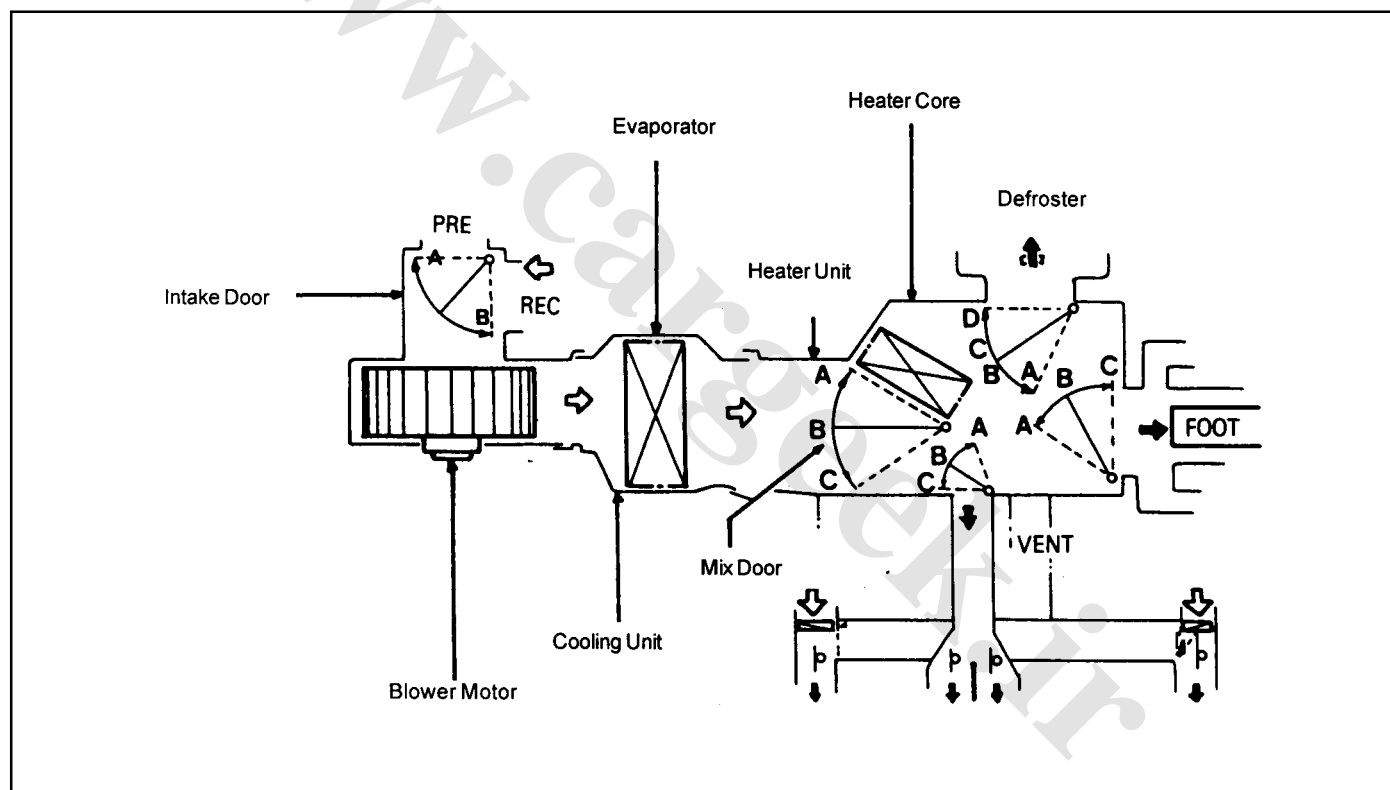 Heater Core
Evaporator
Defroster
PRE
A
Heater Unit
Intake Door
REC
B
D
C
B
A
C
B
A
A
B
C
A
B
C
FOOT
VENT
Mix Door
Cooling Unit
Blower Motor
www.cargeek.ir